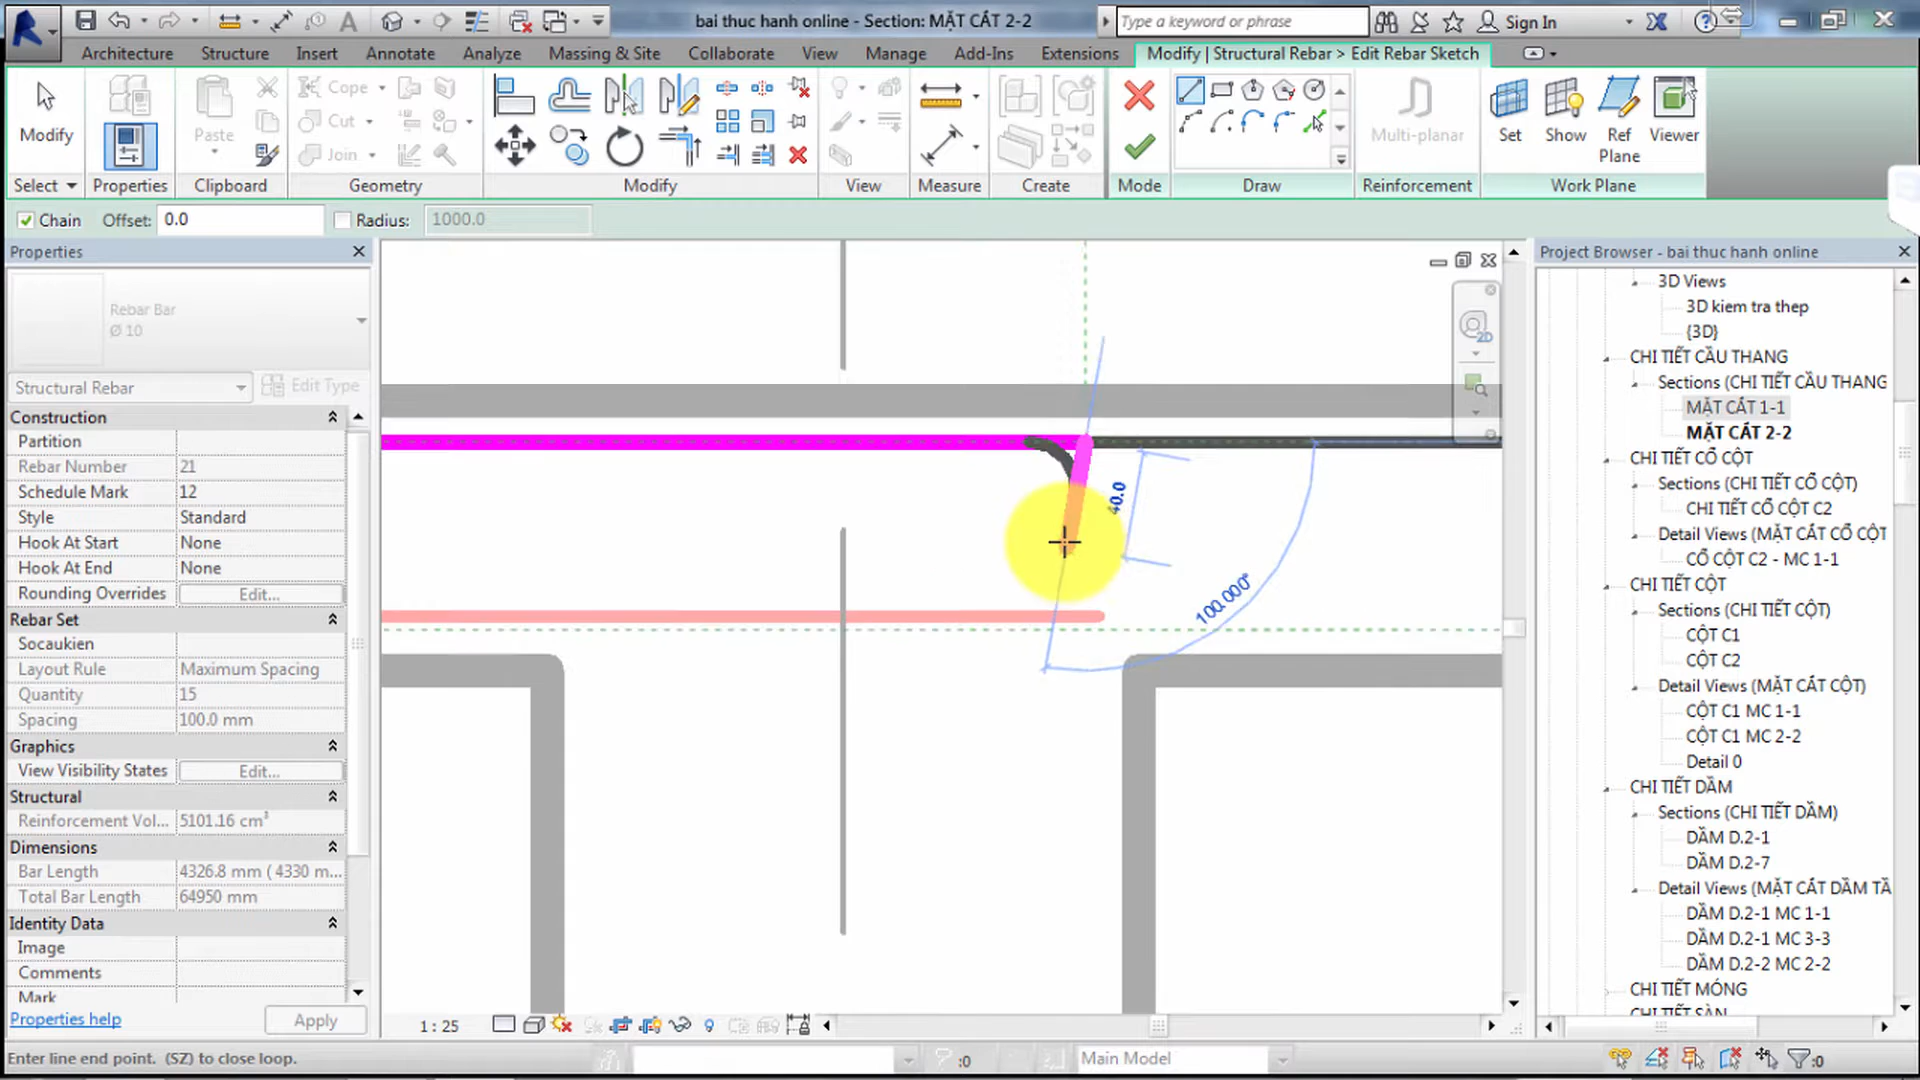 bai thuc hanh online - Section: MẶT CẮT 2-2
Type a keyword or phrase
Sign In
Architecture Structure Insert Annotate Analyze Massing & Site Collaborate View Manage Add-Ins Extensions Modify | Structural Rebar > Edit Rebar Sketch
Modify
Paste
Cope
Cut
Join
Multi-planar
Set Show Ref Plane Viewer
Select Properties Clipboard Geometry Modify View Measure Create Mode Draw Reinforcement Work Plane
Chain Offset: 0.0 Radius: 1000.0
Properties
Rebar Bar
Ø 10
Structural Rebar Edit Type
Construction
Partition
Rebar Number 21
Schedule Mark 12
Style Standard
Hook At Start None
Hook At End None
Rounding Overrides Edit...
Rebar Set
Socaukien
Layout Rule Maximum Spacing
Quantity 15
Spacing 100.0 mm
Graphics
View Visibility States Edit...
Structural
Reinforcement Vol... 5101.16 cm³
Dimensions
Bar Length 4326.8 mm ( 4330 m...
Total Bar Length 64950 mm
Identity Data
Image
Comments
Mark
Properties help Apply
2D
40.0
100.000°
1 : 25
Project Browser - bai thuc hanh online
3D Views
3D kiem tra thep
{3D}
CHI TIẾT CẦU THANG
Sections (CHI TIẾT CẦU THANG
MẶT CẮT 1-1
MẶT CẮT 2-2
CHI TIẾT CỔ CỘT
Sections (CHI TIẾT CỔ CỘT)
CHI TIẾT CỔ CỘT C2
Detail Views (MẶT CẮT CỔ CỘT
CỔ CỘT C2 - MC 1-1
CHI TIẾT CỘT
Sections (CHI TIẾT CỘT)
CỘT C1
CỘT C2
Detail Views (MẶT CẮT CỘT)
CỘT C1 MC 1-1
CỘT C1 MC 2-2
Detail 0
CHI TIẾT DẦM
Sections (CHI TIẾT DẦM)
DẦM D.2-1
DẦM D.2-7
Detail Views (MẶT CẮT DẦM TẦ
DẦM D.2-1 MC 1-1
DẦM D.2-1 MC 3-3
DẦM D.2-2 MC 2-2
CHI TIẾT MÓNG
CHI TIẾT SÀN
Enter line end point. (SZ) to close loop.
:0
Main Model
:0